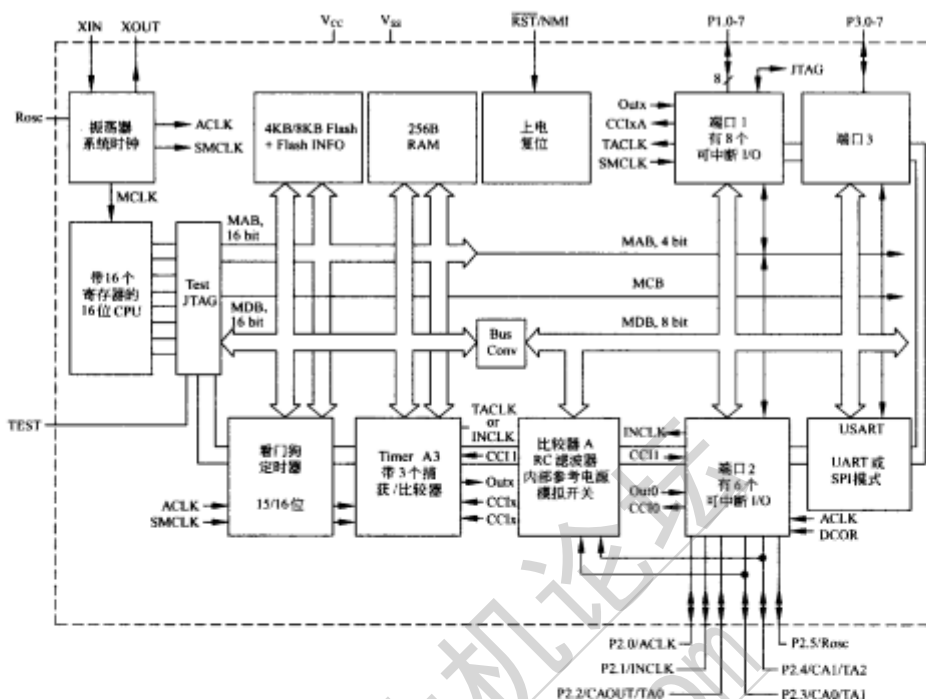 XIN XOUT VCC VSS RST/NMI P1.0-7 P3.0-7
8
JTAG
Rosc
振荡器
系统时钟
ACLK
SMCLK
4KB/8KB Flash
+ Flash INFO
256B
RAM
上电
复位
Outx
CCIxA
TACLK
SMCLK
端口 1
有 8 个
可中断 I/O
端口 3
MCLK
带16 个
寄存器的
16位 CPU
Test
JTAG
MAB,
16 bit
MAB, 4 bit
MCB
MDB,
16 bit
Bus
Conv
MDB, 8 bit
TEST
看门狗
定时器
15/16位
ACLK
SMCLK
Timer A3
带 3 个捕
获/比较器
TACLK
or
INCLK
CCI1
Outx
CCIx
CCIx
比较器 A
RC 滤波器
内部参考电源
模拟开关
INCLK
CCI1
Out0
CCI0
端口 2
有 6 个
可中断 I/O
USART
UART 或
SPI模式
ACLK
DCOR
P2.0/ACLK
P2.1/INCLK
P2.2/CAOUT/TA0
P2.5/Rosc
P2.4/CA1/TA2
P2.3/CA0/TA1
机论坛
com